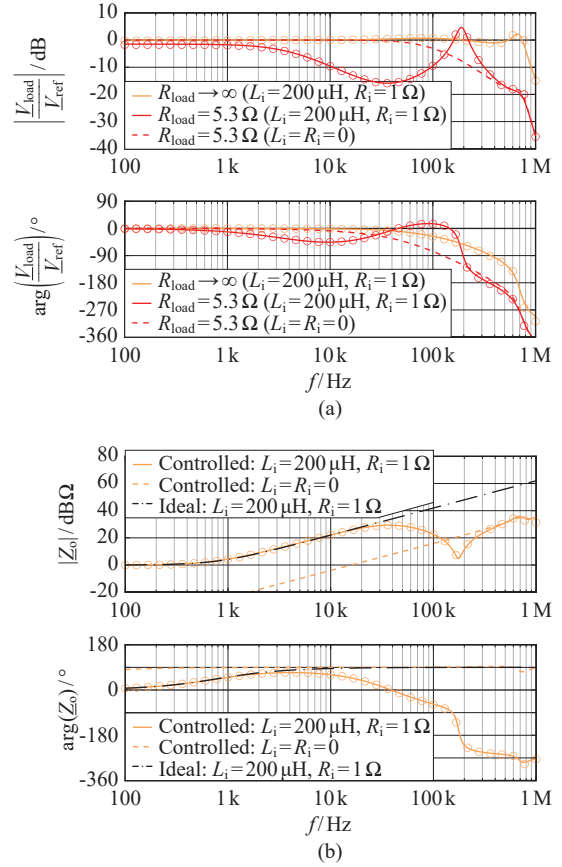 |V_load/V_ref|/dB
10
0
-10
-20
-30
-40
R_load→∞ (L_i=200 μH, R_i=1 Ω)
R_load=5.3 Ω (L_i=200 μH, R_i=1 Ω)
R_load=5.3 Ω (L_i=R_i=0)
100 1 k 10 k 100 k 1 M
arg(V_load/V_ref)/°
90
0
-90
-180
-270
-360
R_load→∞ (L_i=200 μH, R_i=1 Ω)
R_load=5.3 Ω (L_i=200 μH, R_i=1 Ω)
R_load=5.3 Ω (L_i=R_i=0)
100 1 k 10 k 100 k 1 M
f/Hz
(a)
|Z_o|/dBΩ
80
60
40
20
0
-20
Controlled: L_i=200 μH, R_i=1 Ω
Controlled: L_i=R_i=0
Ideal: L_i=200 μH, R_i=1 Ω
100 1 k 10 k 100 k 1 M
arg(Z_o)/°
180
0
-180
-360
Controlled: L_i=200 μH, R_i=1 Ω
Controlled: L_i=R_i=0
Ideal: L_i=200 μH, R_i=1 Ω
100 1 k 10 k 100 k 1 M
f/Hz
(b)